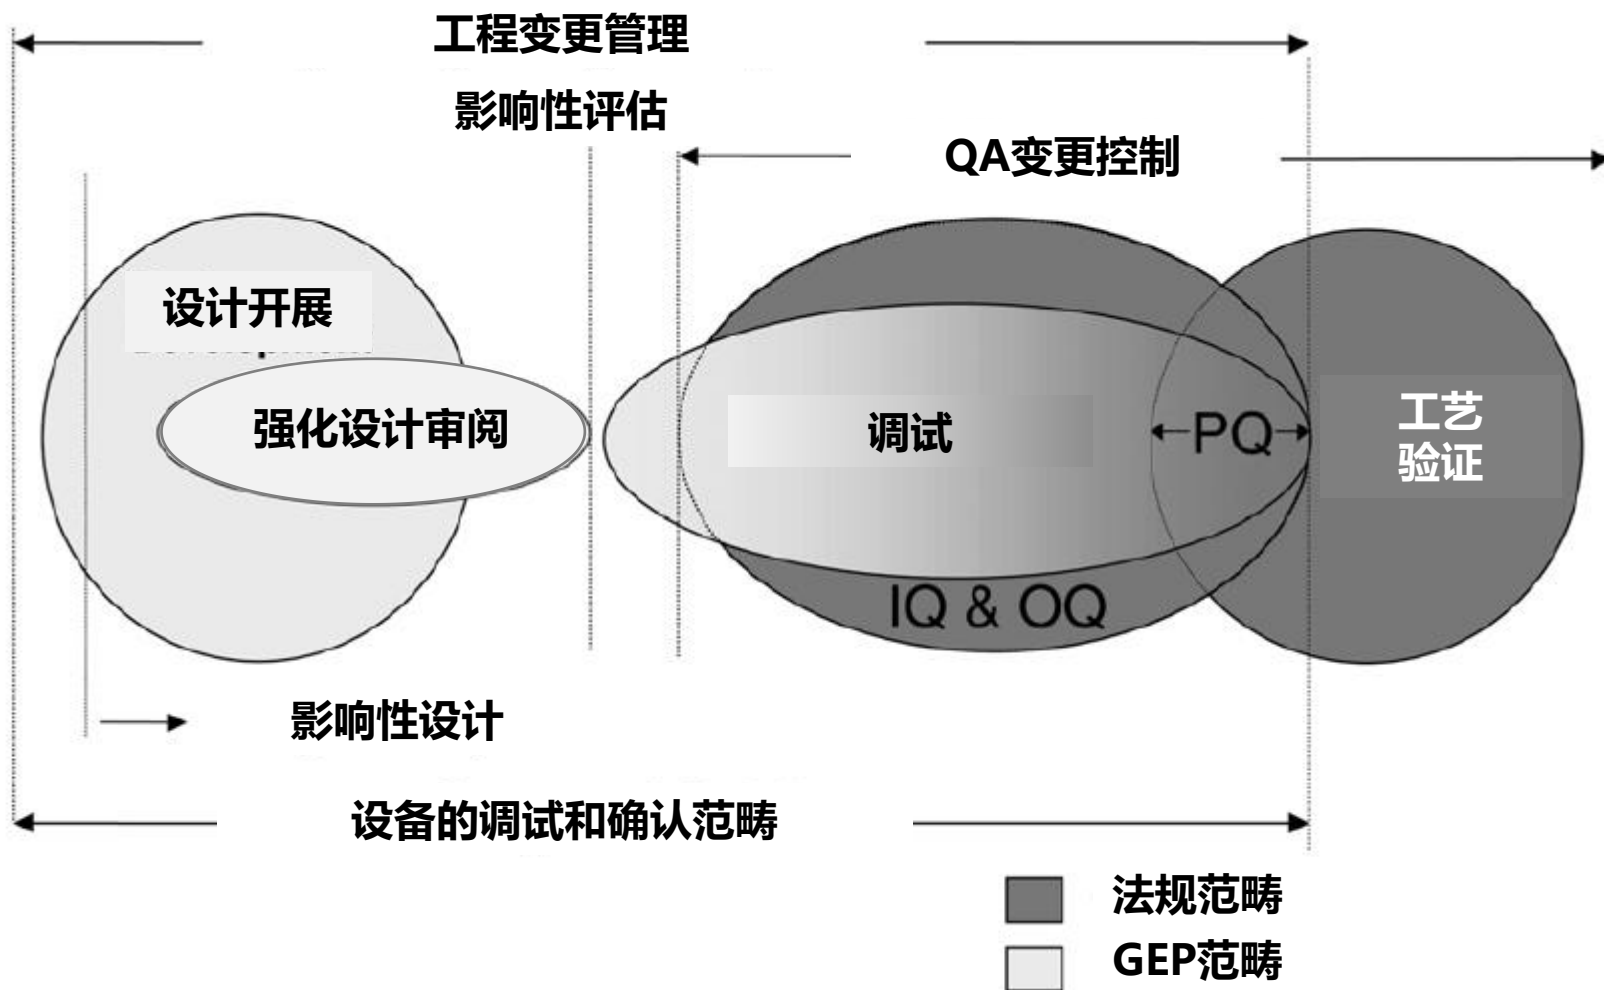 工程变更管理
影响性评估
QA变更控制
设计开展
强化设计审阅
调试
PQ
工艺
验证
IQ & OQ
影响性设计
设备的调试和确认范畴
法规范畴
GEP范畴